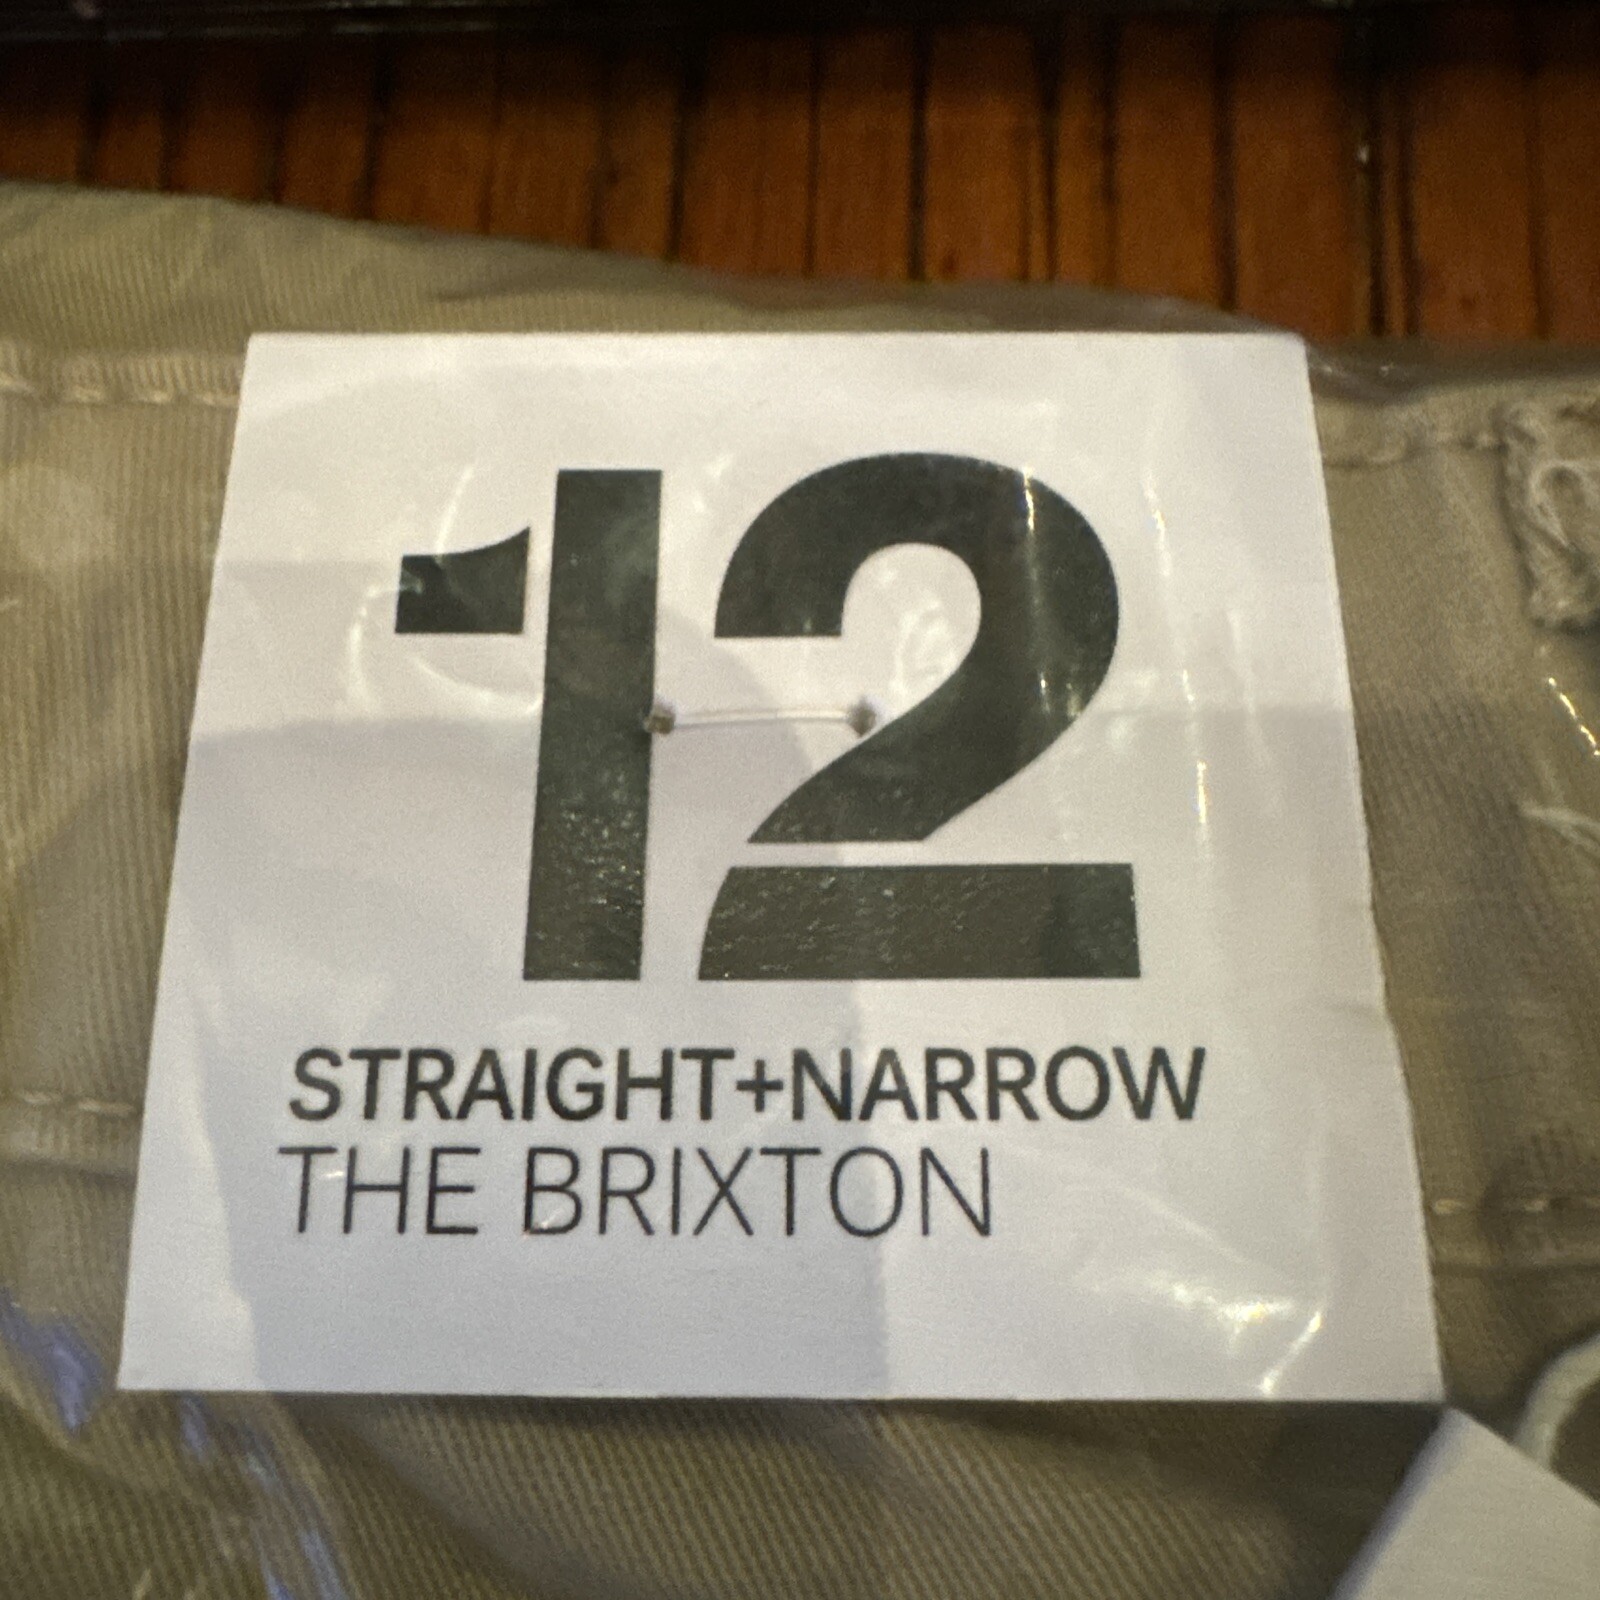 12
STRAIGHT+NARROW
THE BRIXTON